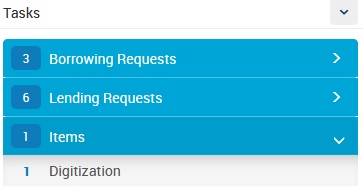 Tasks
3 Borrowing Requests
6 Lending Requests
1 Items
1 Digitization